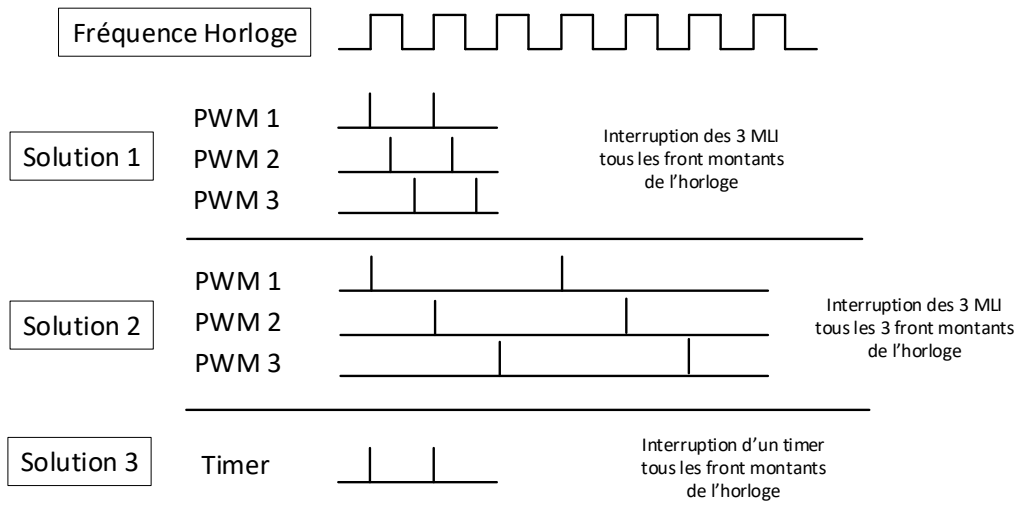 Fréquence Horloge
Solution 1
PWM 1
PWM 2
PWM 3
Interruption des 3 MLI
tous les front montants
de l'horloge
Solution 2
PWM 1
PWM 2
PWM 3
Interruption des 3 MLI
tous les 3 front montants
de l'horloge
Solution 3
Timer
Interruption d'un timer
tous les front montants
de l'horloge